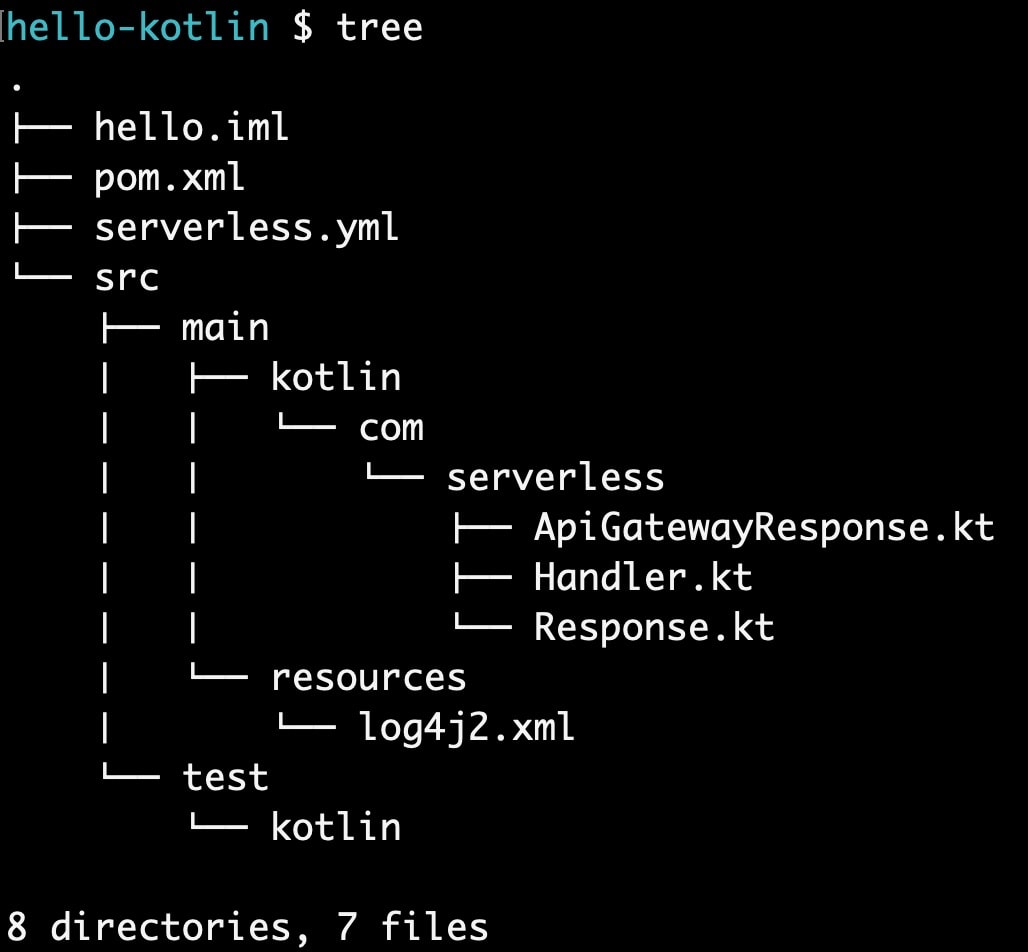 hello-kotlin $ tree
.
├── hello.iml
├── pom.xml
├── serverless.yml
└── src
    ├── main
    │   ├── kotlin
    │   │   └── com
    │   │       └── serverless
    │   │           ├── ApiGatewayResponse.kt
    │   │           ├── Handler.kt
    │   │           └── Response.kt
    │   └── resources
    │       └── log4j2.xml
    └── test
        └── kotlin

8 directories, 7 files